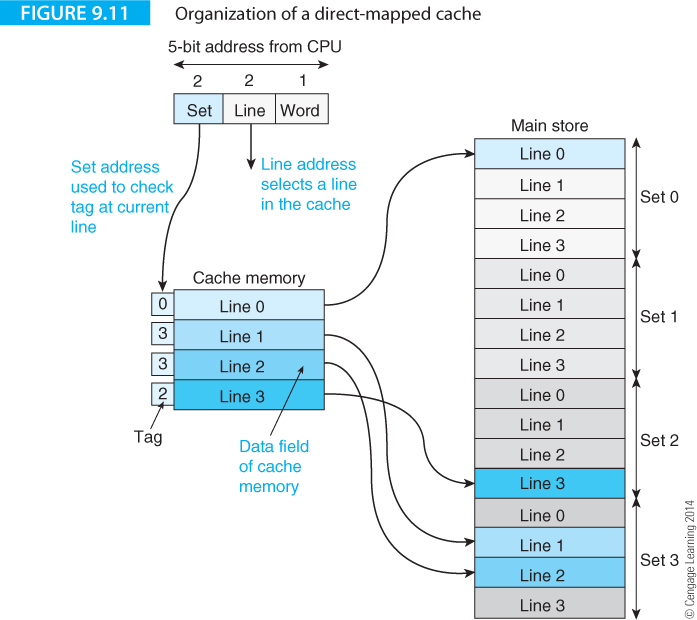 FIGURE 9.11 Organization of a direct-mapped cache
5-bit address from CPU
2 2 1
Set Line Word
Set address
used to check
tag at current
line
Line address
selects a line
in the cache
Cache memory
0 Line 0
3 Line 1
3 Line 2
2 Line 3
Tag
Data field
of cache
memory
Main store
Line 0
Line 1
Line 2
Line 3
Set 0
Line 0
Line 1
Line 2
Line 3
Set 1
Line 0
Line 1
Line 2
Line 3
Set 2
Line 0
Line 1
Line 2
Line 3
Set 3
© Cengage Learning 2014